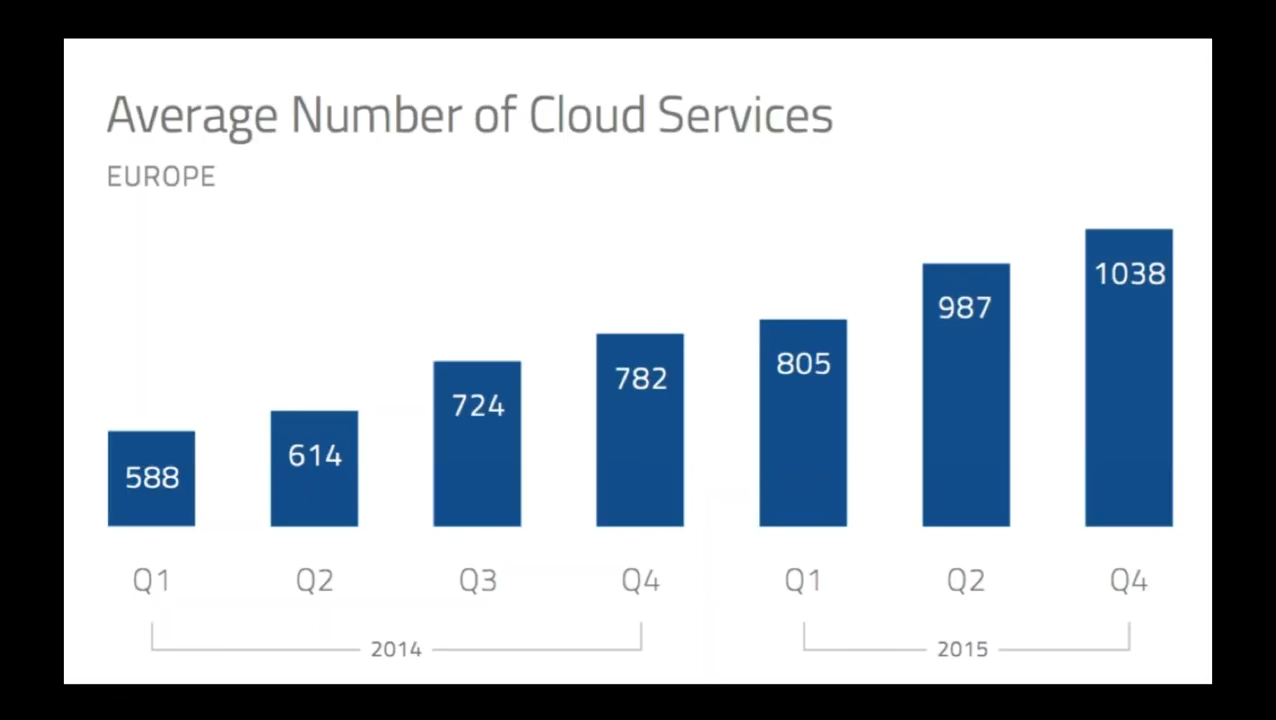 Average Number of Cloud Services
EUROPE
588 614 724 782 805 987 1038
Q1 Q2 Q3 Q4 Q1 Q2 Q4
2014 2015